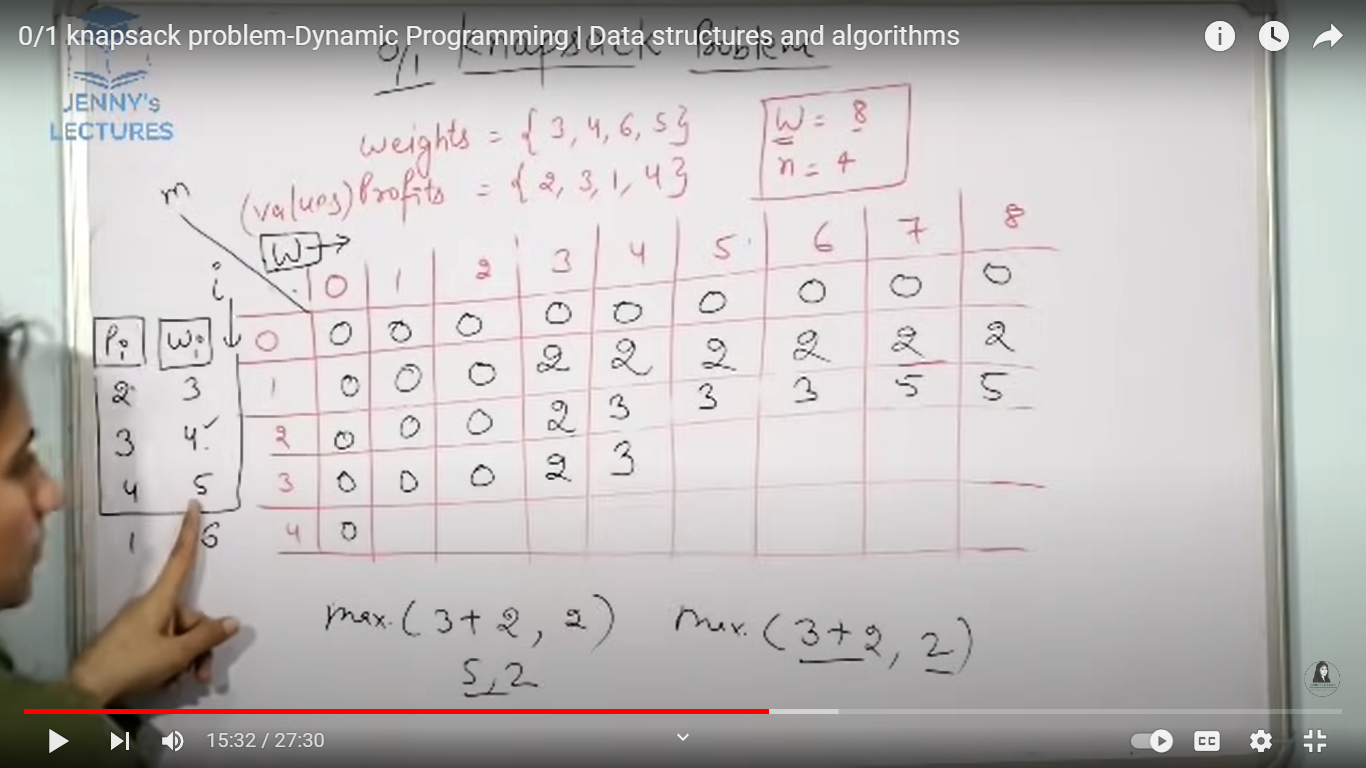 0/1 knapsack problem-Dynamic Programming | Data structures and algorithms
0/1 Knapsack Problem
JENNY's
LECTURES
weights = { 3, 4, 6, 5 }
(values) Profits = { 2, 3, 1, 4 }
W = 8
n = 4
m
W →
i
0 1 2 3 4 5 6 7 8
Pi Wi
0 0 0 0 0 0 0 0 0 0
2 3 1 0 0 0 2 2 2 2 2 2
3 4 2 0 0 0 2 3 3 3 5 5
4 5 3 0 0 0 2 3
1 6 4 0
max. ( 3 + 2, 2 ) max. ( 3 + 2, 2 )
5, 2
15:32 / 27:30
CC